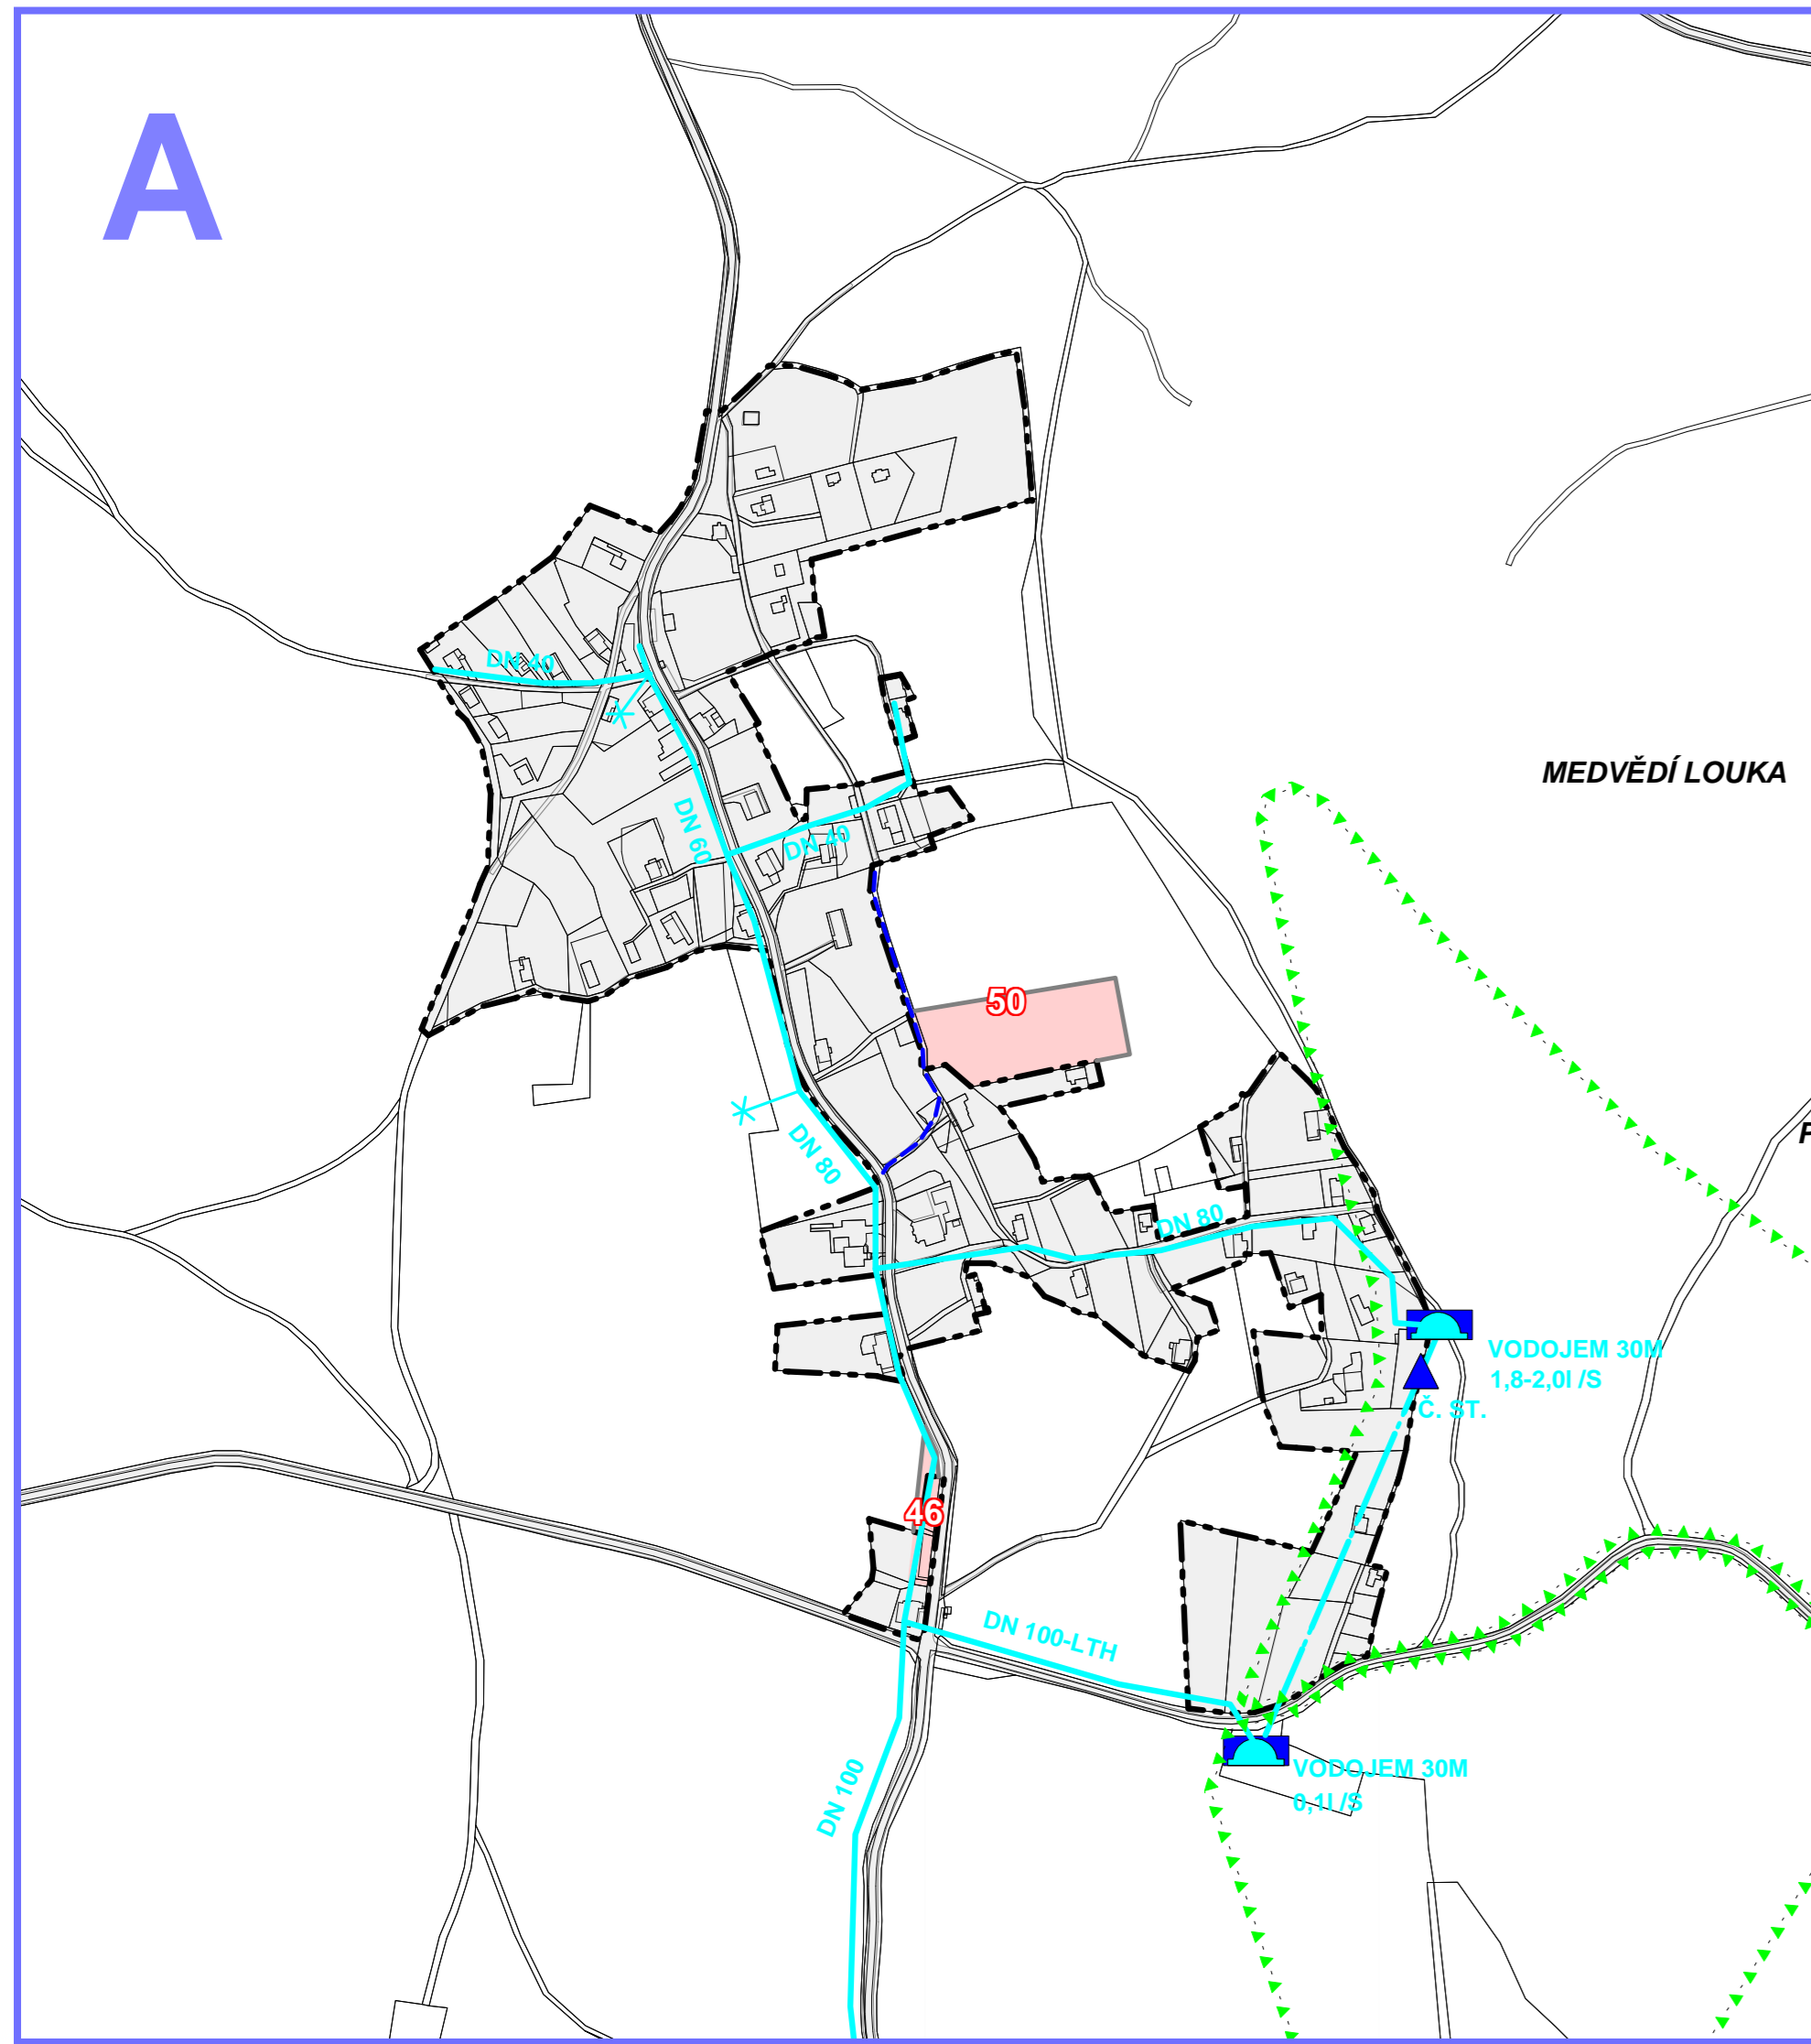 A
DN 40
MEDVĚDÍ LOUKA
DN 60
DN 40
50
F
DN 80
DN 80
VODOJEM 30M
1,8-2,0l /S
Č. ST.
46
DN 100-LTH
VODOJEM 30M
0,1l /S
DN 100